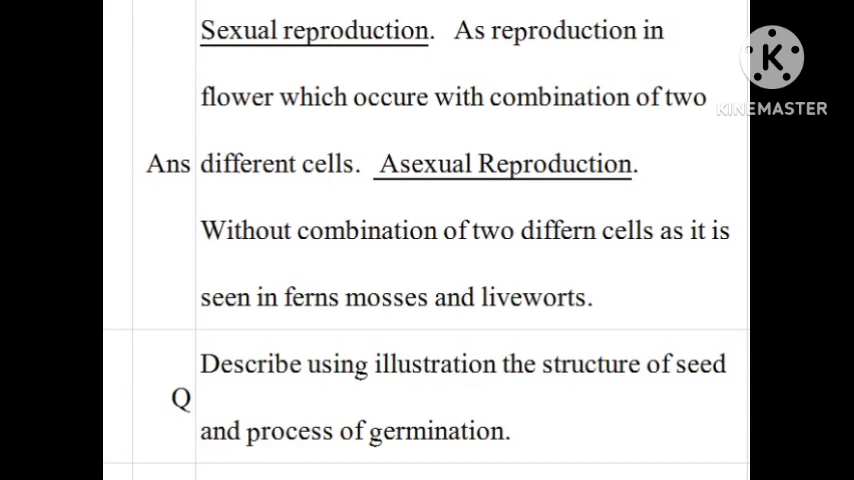 Sexual reproduction. As reproduction in
flower which occure with combination of two
KINEMASTER
Ans different cells. Asexual Reproduction.
Without combination of two differn cells as it is
seen in ferns mosses and liveworts.
Describe using illustration the structure of seed
Q
and process of germination.